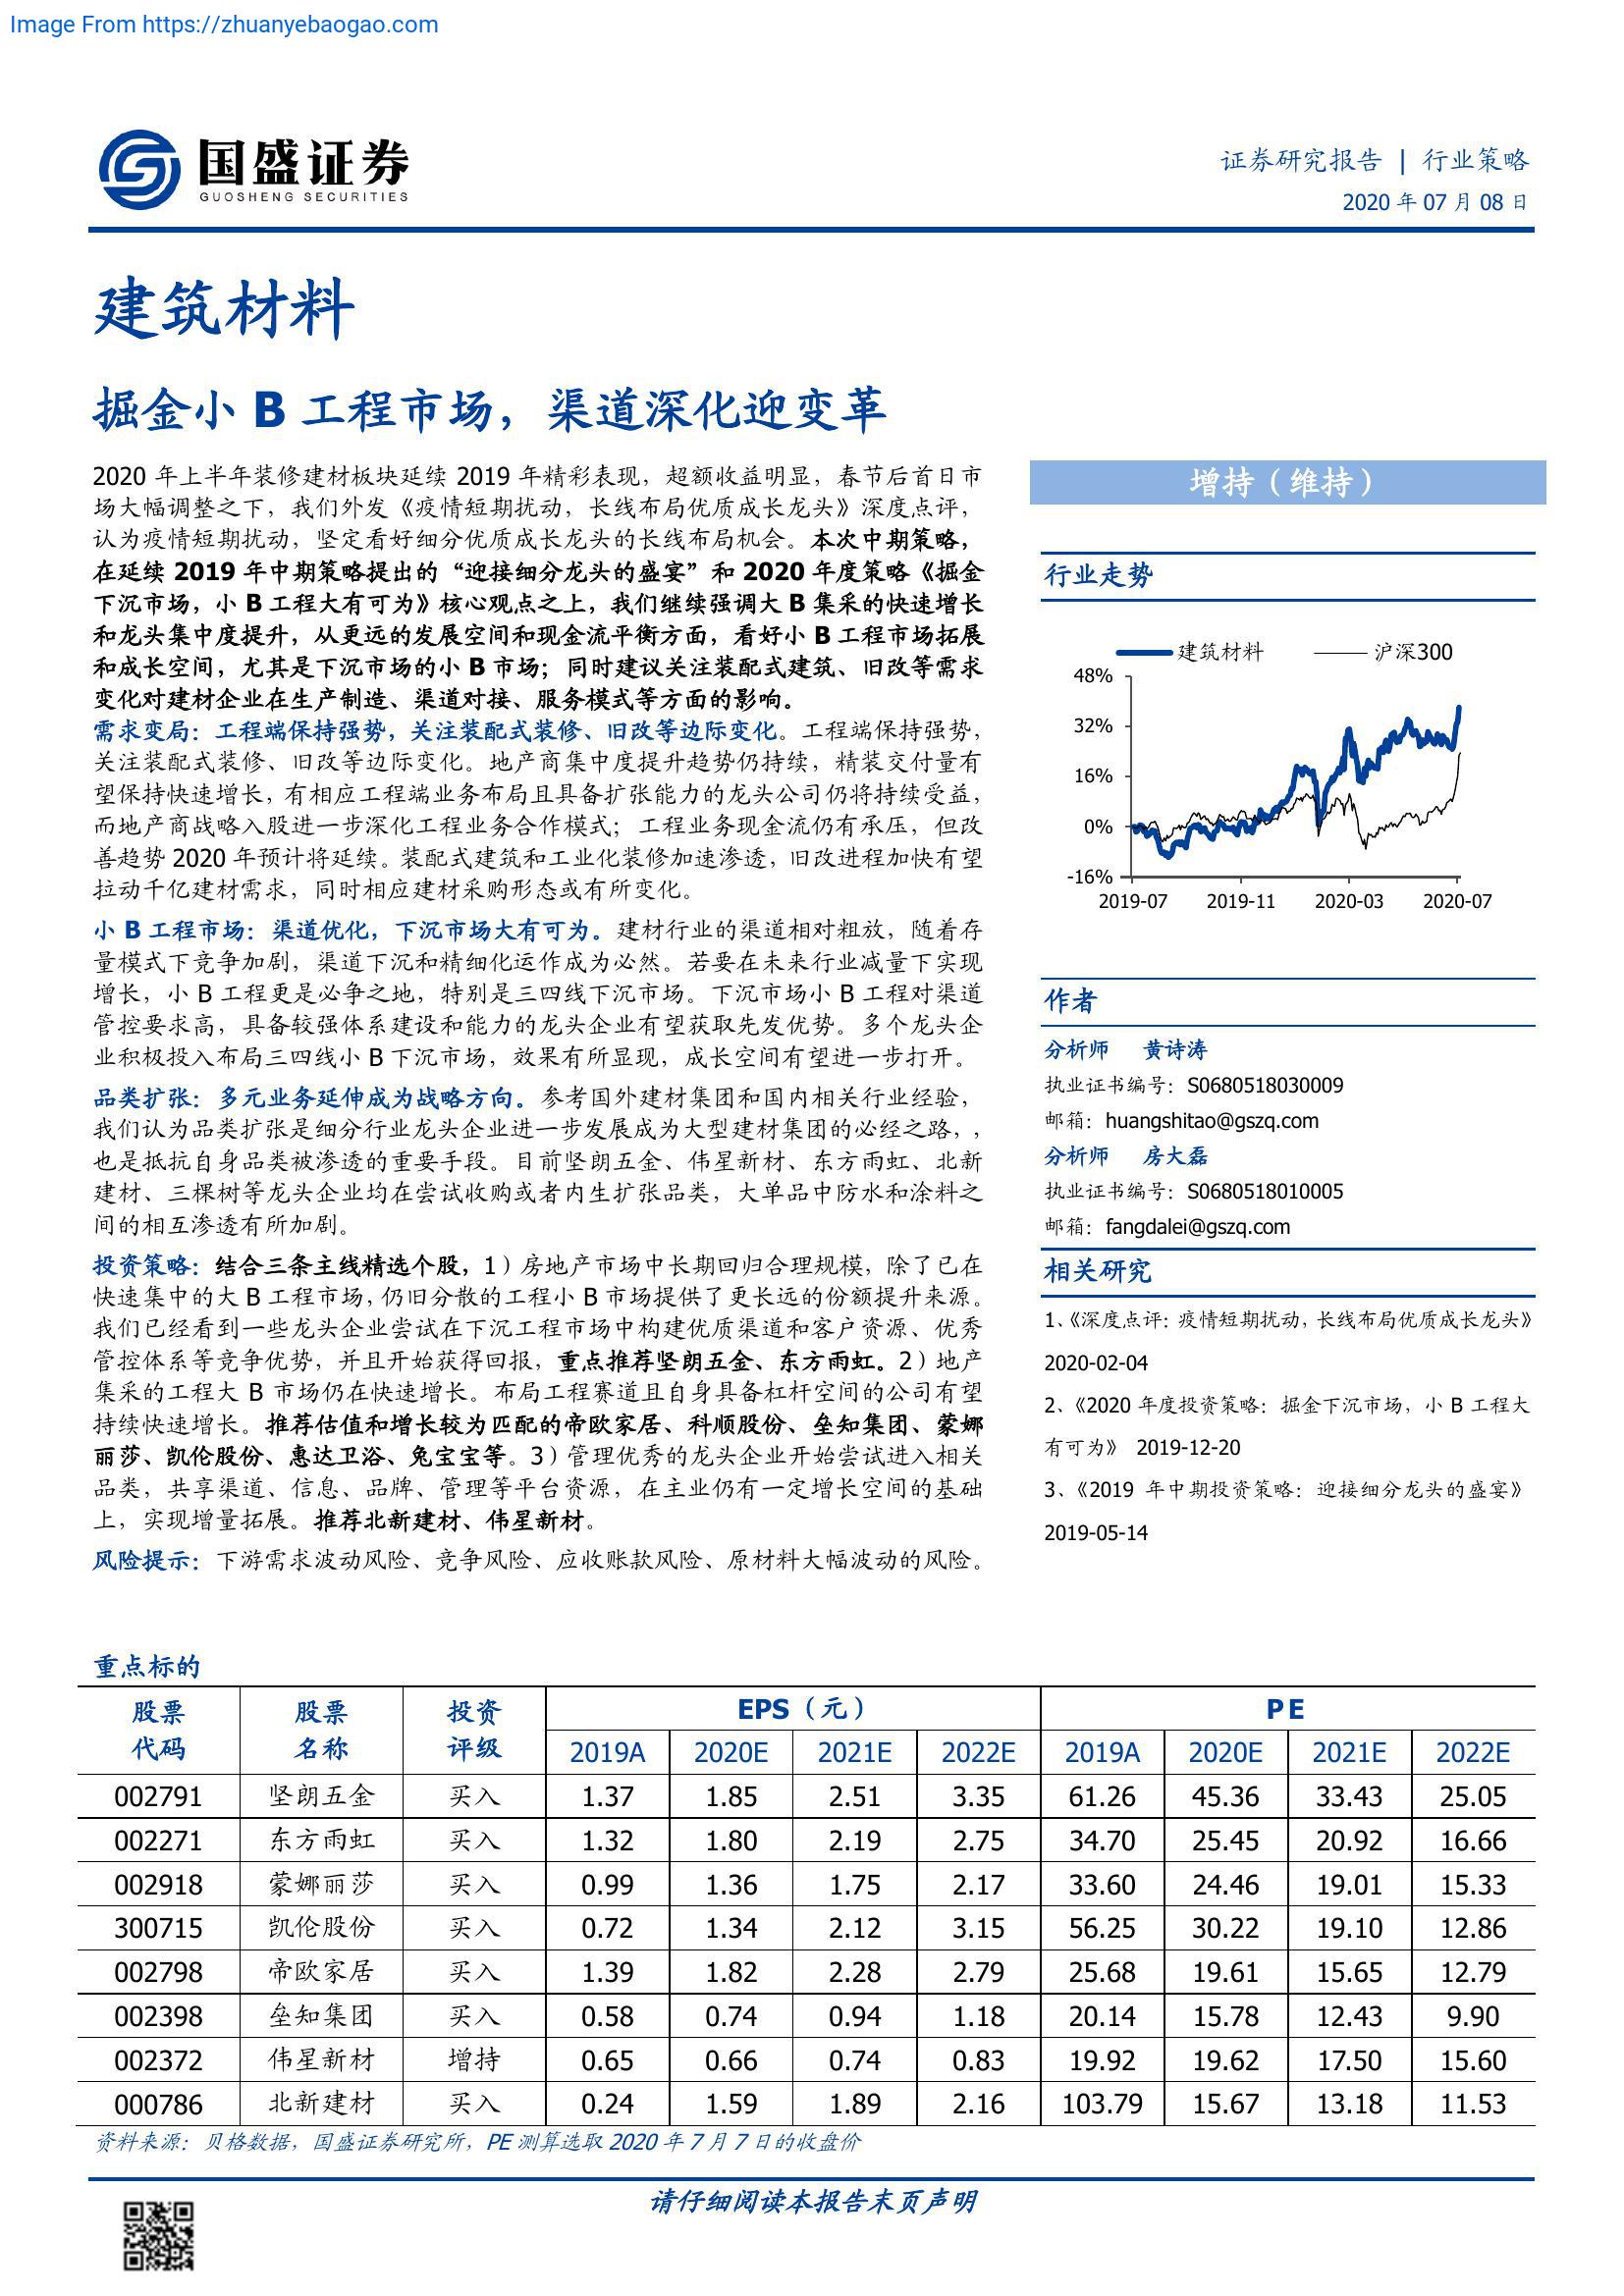 Image From https://zhuanyebaogao.com
国盛证券
GUOSHENG SECURITIES
证券研究报告 | 行业策略
2020 年 07 月 08 日
建筑材料
掘金小 B 工程市场，渠道深化迎变革
2020 年上半年装修建材板块延续 2019 年精彩表现，超额收益明显，春节后首日市
场大幅调整之下，我们外发《疫情短期扰动，长线布局优质成长龙头》深度点评，
认为疫情短期扰动，坚定看好细分优质成长龙头的长线布局机会。本次中期策略，
在延续 2019 年中期策略提出的“迎接细分龙头的盛宴”和 2020 年度策略《掘金
下沉市场，小 B 工程大有可为》核心观点之上，我们继续强调大 B 集采的快速增长
和龙头集中度提升，从更远的发展空间和现金流平衡方面，看好小 B 工程市场拓展
和成长空间，尤其是下沉市场的小 B 市场；同时建议关注装配式建筑、旧改等需求
变化对建材企业在生产制造、渠道对接、服务模式等方面的影响。
需求变局：工程端保持强势，关注装配式装修、旧改等边际变化。工程端保持强势，
关注装配式装修、旧改等边际变化。地产商集中度提升趋势仍持续，精装交付量有
望保持快速增长，有相应工程端业务布局且具备扩张能力的龙头公司仍将持续受益，
而地产商战略入股进一步深化工程业务合作模式；工程业务现金流仍有承压，但改
善趋势 2020 年预计将延续。装配式建筑和工业化装修加速渗透，旧改进程加快有望
拉动千亿建材需求，同时相应建材采购形态或有所变化。
小 B 工程市场：渠道优化，下沉市场大有可为。建材行业的渠道相对粗放，随着存
量模式下竞争加剧，渠道下沉和精细化运作成为必然。若要在未来行业减量下实现
增长，小 B 工程更是必争之地，特别是三四线下沉市场。下沉市场小 B 工程对渠道
管控要求高，具备较强体系建设和能力的龙头企业有望获取先发优势。多个龙头企
业积极投入布局三四线小 B 下沉市场，效果有所显现，成长空间有望进一步打开。
品类扩张：多元业务延伸成为战略方向。参考国外建材集团和国内相关行业经验，
我们认为品类扩张是细分行业龙头企业进一步发展成为大型建材集团的必经之路，，
也是抵抗自身品类被渗透的重要手段。目前坚朗五金、伟星新材、东方雨虹、北新
建材、三棵树等龙头企业均在尝试收购或者内生扩张品类，大单品中防水和涂料之
间的相互渗透有所加剧。
投资策略：结合三条主线精选个股，1）房地产市场中长期回归合理规模，除了已在
快速集中的大 B 工程市场，仍旧分散的工程小 B 市场提供了更长远的份额提升来源。
我们已经看到一些龙头企业尝试在下沉工程市场中构建优质渠道和客户资源、优秀
管控体系等竞争优势，并且开始获得回报，重点推荐坚朗五金、东方雨虹。2）地产
集采的工程大 B 市场仍在快速增长。布局工程赛道且自身具备杠杆空间的公司有望
持续快速增长。推荐估值和增长较为匹配的帝欧家居、科顺股份、垒知集团、蒙娜
丽莎、凯伦股份、惠达卫浴、兔宝宝等。3）管理优秀的龙头企业开始尝试进入相关
品类，共享渠道、信息、品牌、管理等平台资源，在主业仍有一定增长空间的基础
上，实现增量拓展。推荐北新建材、伟星新材。
风险提示：下游需求波动风险、竞争风险、应收账款风险、原材料大幅波动的风险。
增持（维持）
行业走势
建筑材料 沪深300
48%
32%
16%
0%
-16%
2019-07 2019-11 2020-03 2020-07
作者
分析师 黄诗涛
执业证书编号：S0680518030009
邮箱：huangshitao@gszq.com
分析师 房大磊
执业证书编号：S0680518010005
邮箱：fangdalei@gszq.com
相关研究
1、《深度点评：疫情短期扰动，长线布局优质成长龙头》
2020-02-04
2、《2020 年度投资策略：掘金下沉市场，小 B 工程大
有可为》 2019-12-20
3、《2019 年中期投资策略：迎接细分龙头的盛宴》
2019-05-14
重点标的
股票 股票 投资 EPS（元） PE
代码 名称 评级 2019A 2020E 2021E 2022E 2019A 2020E 2021E 2022E
002791 坚朗五金 买入 1.37 1.85 2.51 3.35 61.26 45.36 33.43 25.05
002271 东方雨虹 买入 1.32 1.80 2.19 2.75 34.70 25.45 20.92 16.66
002918 蒙娜丽莎 买入 0.99 1.36 1.75 2.17 33.60 24.46 19.01 15.33
300715 凯伦股份 买入 0.72 1.34 2.12 3.15 56.25 30.22 19.10 12.86
002798 帝欧家居 买入 1.39 1.82 2.28 2.79 25.68 19.61 15.65 12.79
002398 垒知集团 买入 0.58 0.74 0.94 1.18 20.14 15.78 12.43 9.90
002372 伟星新材 增持 0.65 0.66 0.74 0.83 19.92 19.62 17.50 15.60
000786 北新建材 买入 0.24 1.59 1.89 2.16 103.79 15.67 13.18 11.53
资料来源：贝格数据，国盛证券研究所，PE 测算选取 2020 年 7 月 7 日的收盘价
请仔细阅读本报告末页声明